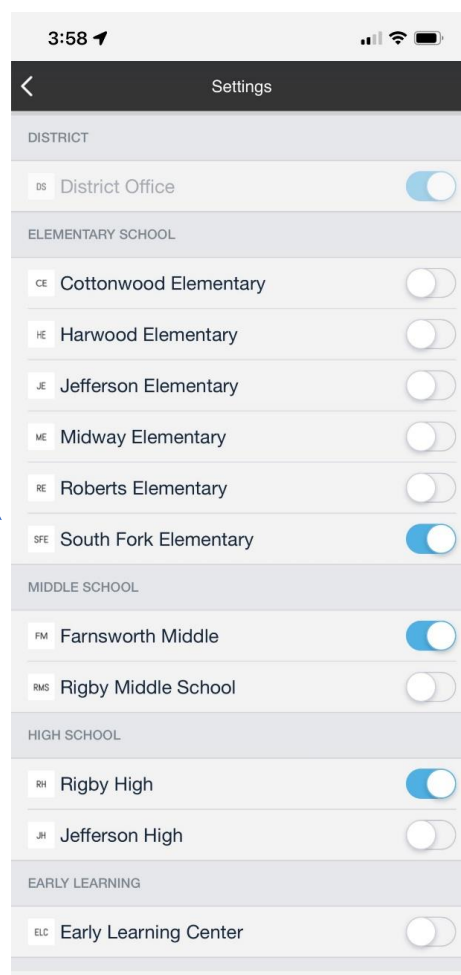 3:58
Settings
DISTRICT
DS District Office
ELEMENTARY SCHOOL
CE Cottonwood Elementary
HE Harwood Elementary
JE Jefferson Elementary
ME Midway Elementary
RE Roberts Elementary
SFE South Fork Elementary
MIDDLE SCHOOL
FM Farnsworth Middle
RMS Rigby Middle School
HIGH SCHOOL
RH Rigby High
JH Jefferson High
EARLY LEARNING
ELC Early Learning Center